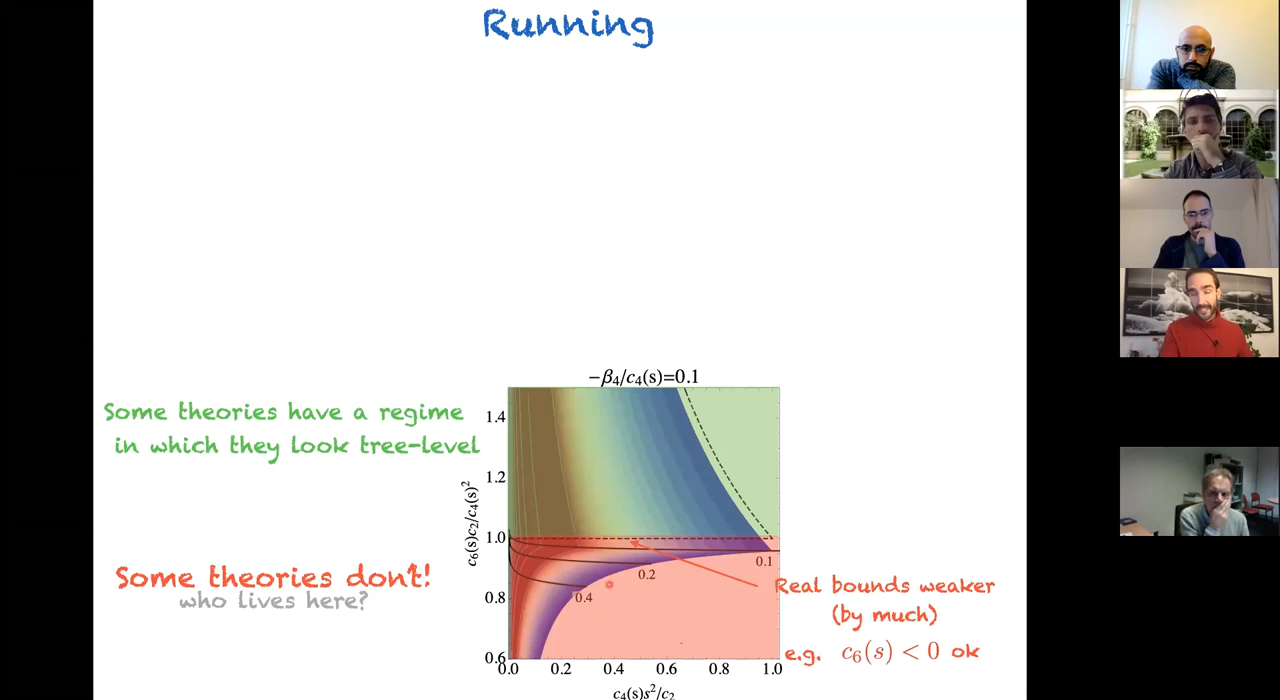 Running
−β₄/c₄(s)=0.1
Some theories have a regime
in which they look tree-level
Some theories don't!
who lives here?
c₆(s)c₂/c₄(s)²
1.4
1.2
1.0
0.8
0.6
0.1
0.2
0.4
0.0 0.2 0.4 0.6 0.8 1.0
c₄(s)s²/c₂
Real bounds weaker
(by much)
e.g. c₆(s) < 0 ok